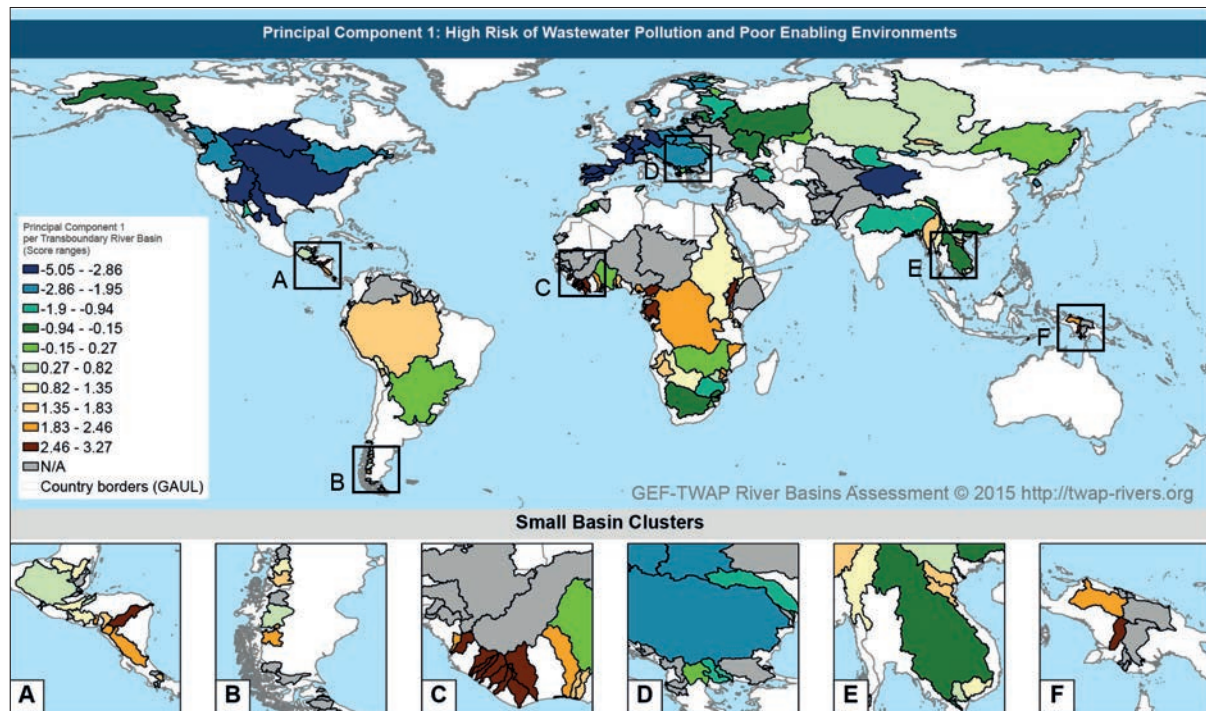 Principal Component 1: High Risk of Wastewater Pollution and Poor Enabling Environments
Principal Component 1
per Transboundary River Basin
(Score ranges)
-5.05 - -2.86
-2.86 - -1.95
-1.9 - -0.94
-0.94 - -0.15
-0.15 - 0.27
0.27 - 0.82
0.82 - 1.35
1.35 - 1.83
1.83 - 2.46
2.46 - 3.27
N/A
Country borders (GAUL)
A
B
C
D
E
F
GEF-TWAP River Basins Assessment © 2015 http://twap-rivers.org
Small Basin Clusters
A
B
C
D
E
F